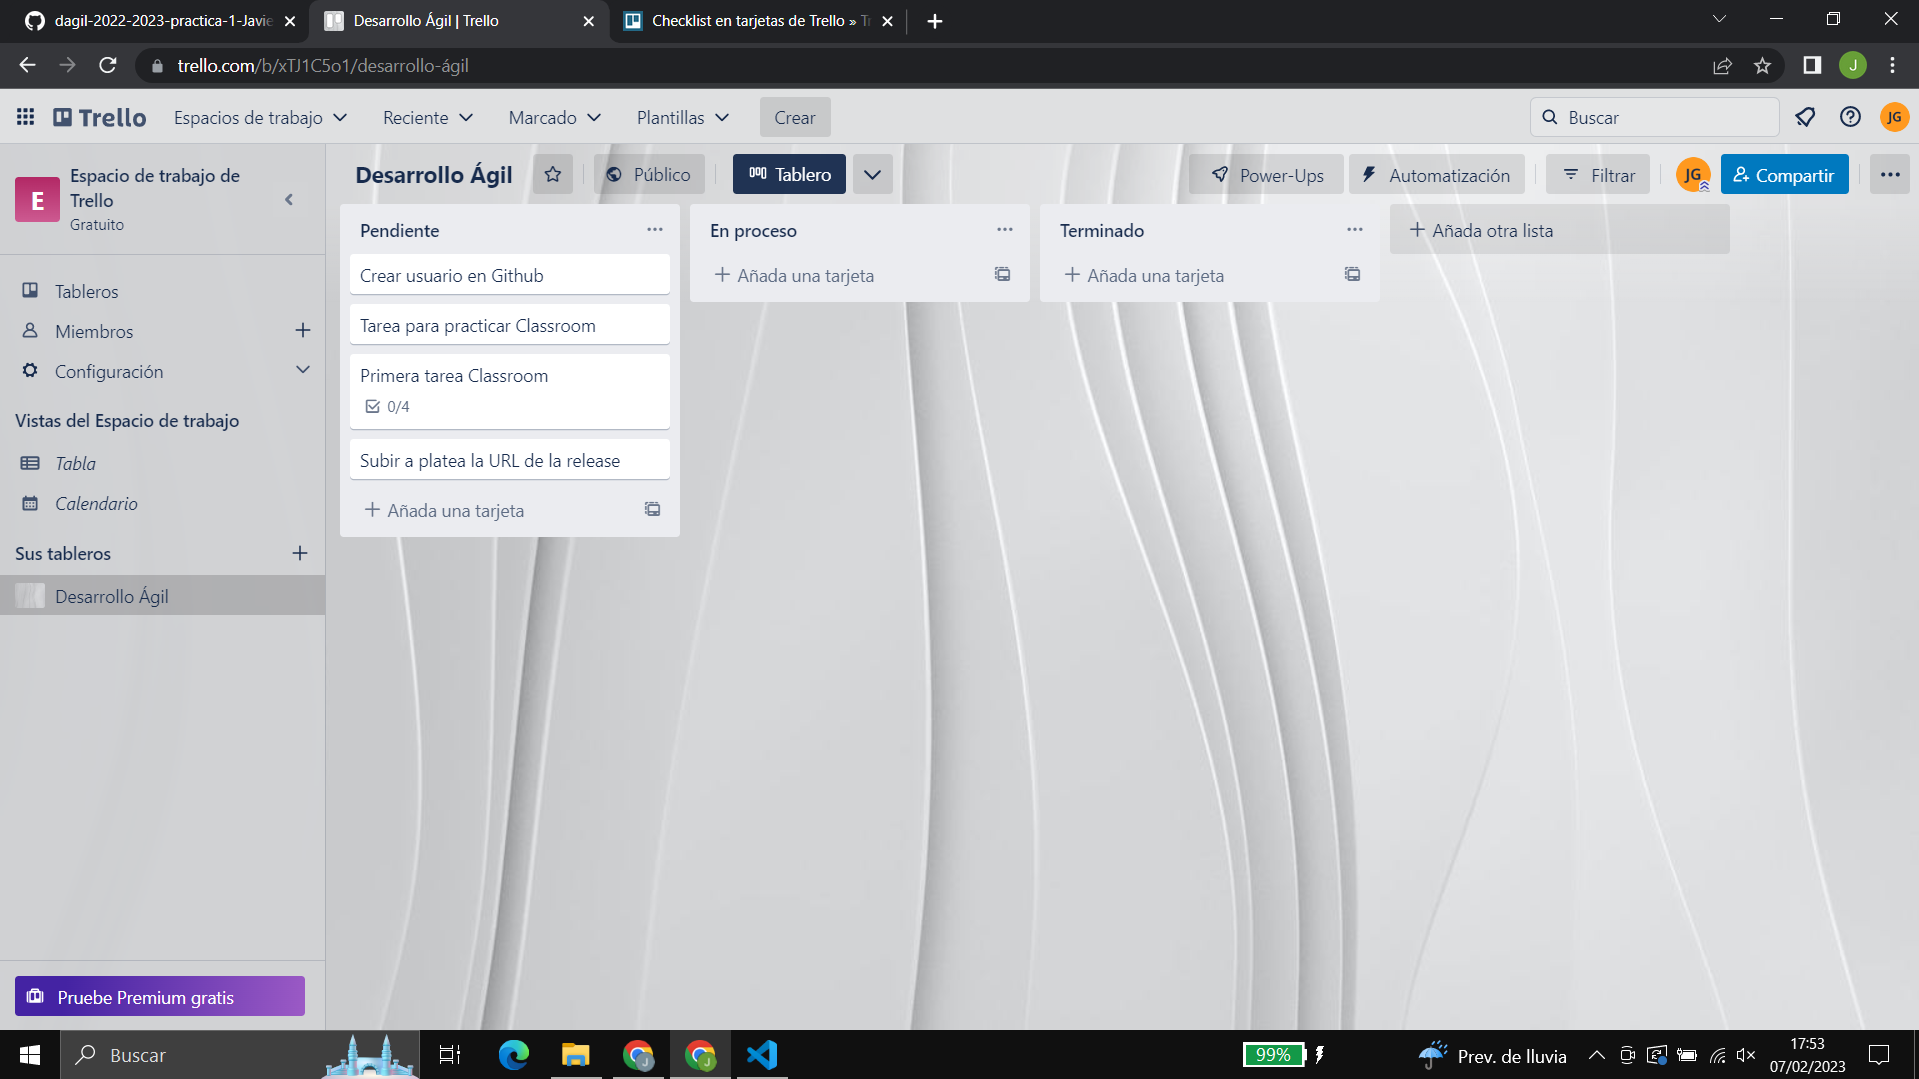 dagil-2022-2023-practica-1-Javie
Desarrollo Ágil | Trello
Checklist en tarjetas de Trello » Tr
trello.com/b/xTJ1C5o1/desarrollo-ágil
J
Trello
Espacios de trabajo
Reciente
Marcado
Plantillas
Crear
Buscar
JG
E
Espacio de trabajo de
Trello
Gratuito
Desarrollo Ágil
Público
Tablero
Power-Ups
Automatización
Filtrar
JG
Compartir
Tableros
Miembros
Configuración
Vistas del Espacio de trabajo
Tabla
Calendario
Sus tableros
Desarrollo Ágil
Pruebe Premium gratis
Pendiente
Crear usuario en Github
Tarea para practicar Classroom
Primera tarea Classroom
0/4
Subir a platea la URL de la release
Añada una tarjeta
En proceso
Añada una tarjeta
Terminado
Añada una tarjeta
Añada otra lista
Buscar
J
J
99%
Prev. de lluvia
17:53
07/02/2023